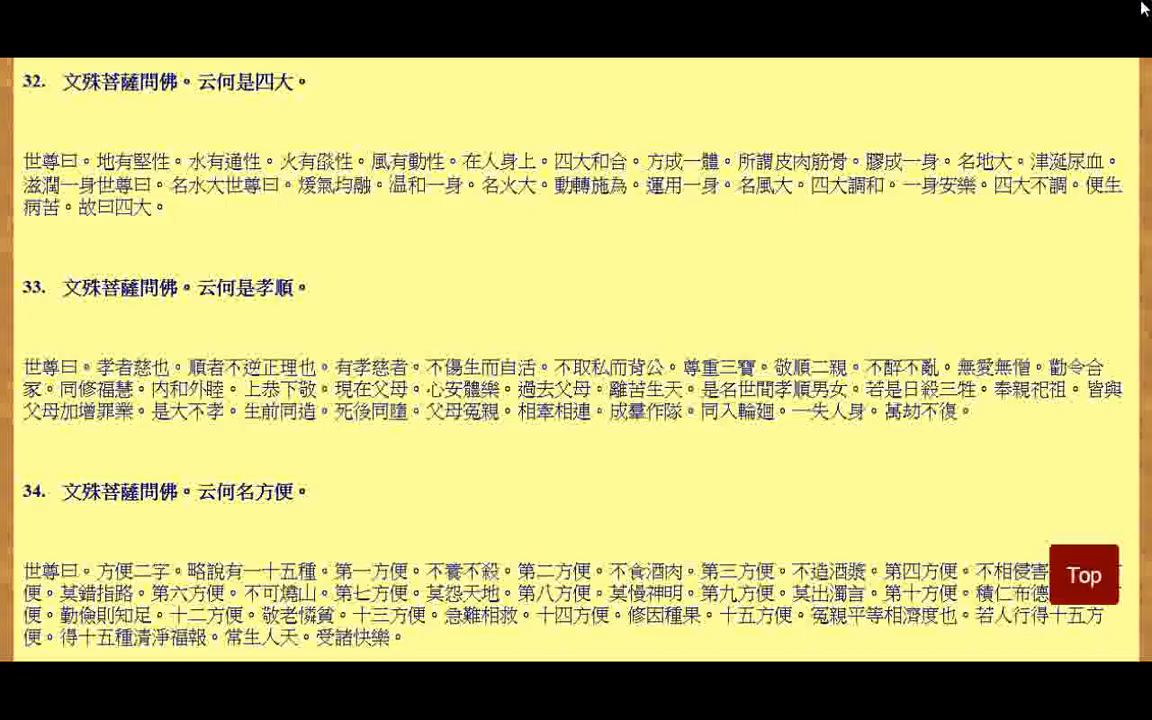 32. 文殊菩薩問佛。云何是四大。
世尊曰。地有堅性。水有通性。火有燄性。風有動性。在人身上。四大和合。方成一體。所謂皮肉筋骨。膠成一身。名地大。津涎尿血。
滋潤一身世尊曰。名水大世尊曰。煖氣均融。温和一身。名火大。動轉施為。運用一身。名風大。四大調和。一身安樂。四大不調。便生
病苦。故曰四大。
33. 文殊菩薩問佛。云何是孝順。
世尊曰。孝者慈也。順者不逆正理也。有孝慈者。不傷生而自活。不取私而背公。尊重三寶。敬順二親。不醉不亂。無愛無僧。勸令合
家。同修福慧。内和外睦。上恭下敬。現在父母。心安體樂。過去父母。離苦生天。是名世間孝順男女。若是日殺三牲。奉親祀祖。皆與
父母加增罪業。是大不孝。生前同造。死後同墮。父母冤親。相牽相連。成羣作隊。同入輪廻。一失人身。萬劫不復。
34. 文殊菩薩問佛。云何名方便。
世尊曰。方便二字。略說有一十五種。第一方便。不養不殺。第二方便。不食酒肉。第三方便。不造酒漿。第四方便。不相侵害
便。莫錯指路。第六方便。不可燒山。第七方便。莫怨天地。第八方便。莫慢神明。第九方便。莫出濁言。第十方便。積仁布德
便。勤儉則知足。十二方便。敬老憐貧。十三方便。急難相救。十四方便。修因種果。十五方便。冤親平等相濟度也。若人行得十五方
便。得十五種清淨福報。常生人天。受諸快樂。
Top